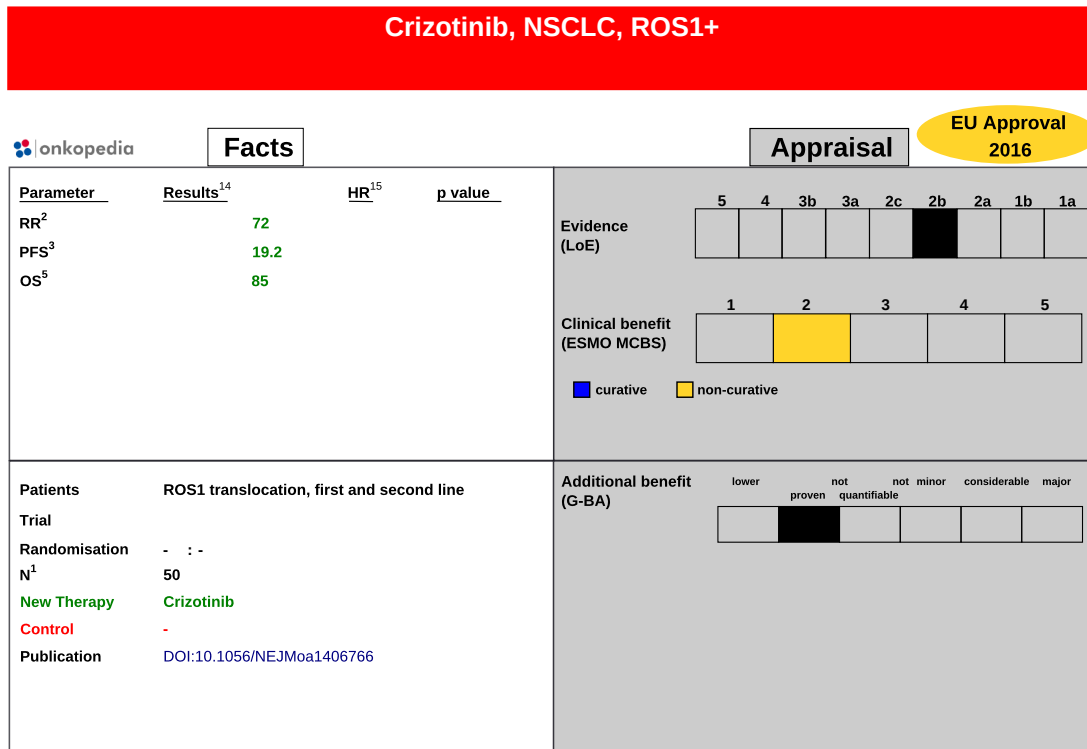 Crizotinib, NSCLC, ROS1+
onkopedia
Facts
Appraisal
EU Approval
2016
Parameter Results14 HR15 p value
RR2 72
PFS3 19.2
OS5 85
Evidence
(LoE)
5 4 3b 3a 2c 2b 2a 1b 1a
Clinical benefit
(ESMO MCBS)
1 2 3 4 5
curative non-curative
Patients ROS1 translocation, first and second line
Trial
Randomisation - : -
N1 50
New Therapy Crizotinib
Control -
Publication DOI:10.1056/NEJMoa1406766
Additional benefit
(G-BA)
lower not not minor considerable major
proven quantifiable